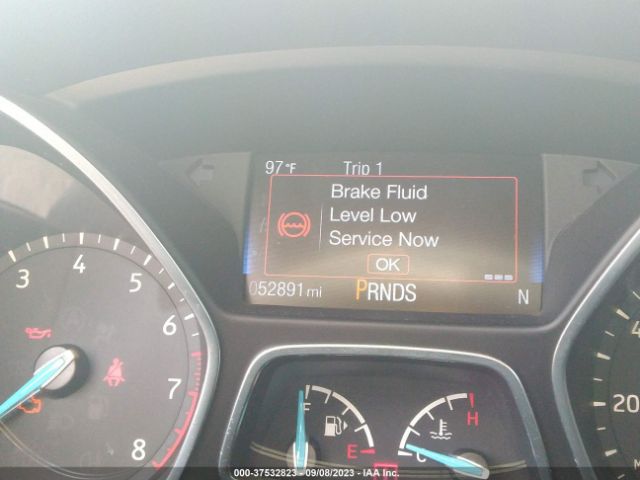 97°F Trip 1
Brake Fluid
Level Low
Service Now
OK
052891 mi PRNDS N
3 4 5 6 7 8
F E
C H
20
000-37532823 - 09/08/2023 - IAA Inc.